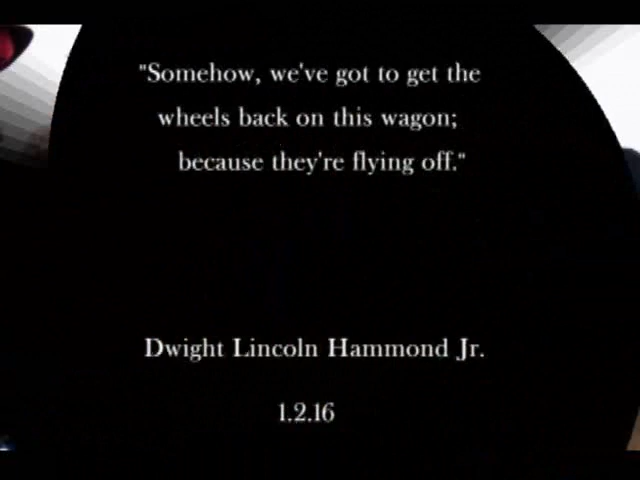 "Somehow, we've got to get the
wheels back on this wagon;
because they're flying off."
Dwight Lincoln Hammond Jr.
1.2.16